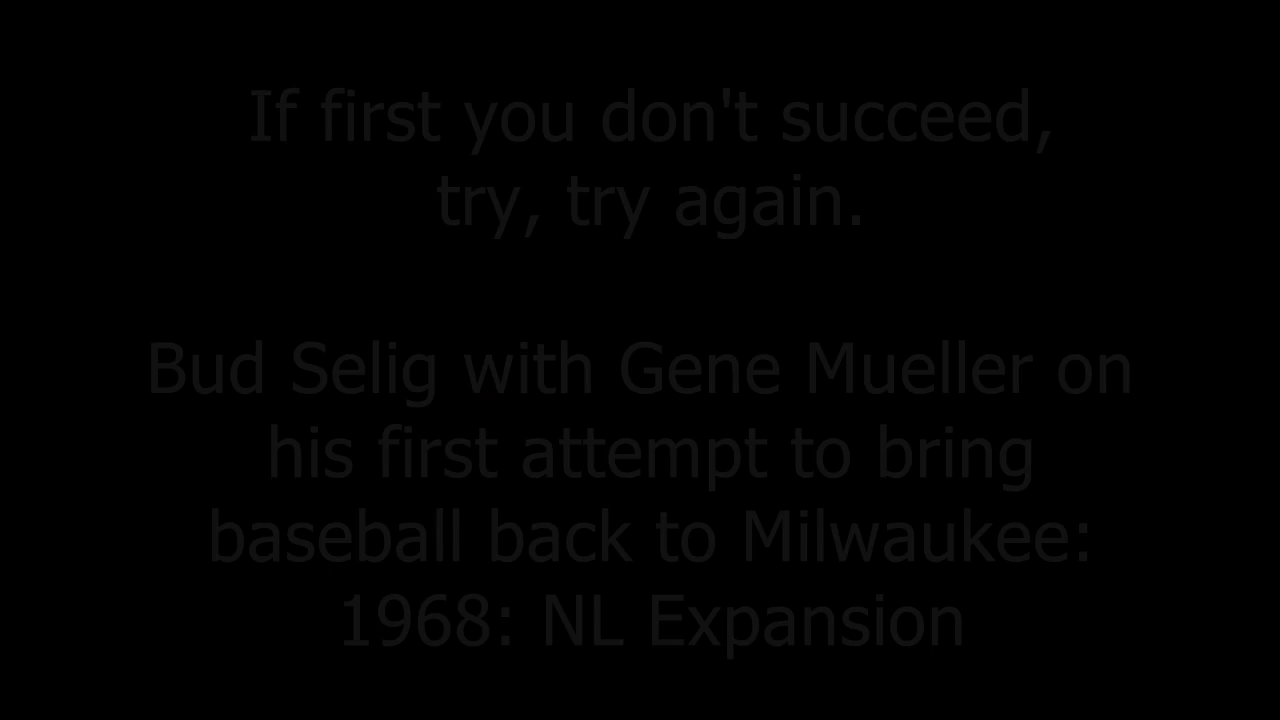 If first you don't succeed,
try, try again.
Bud Selig with Gene Mueller on
his first attempt to bring
baseball back to Milwaukee:
1968: NL Expansion